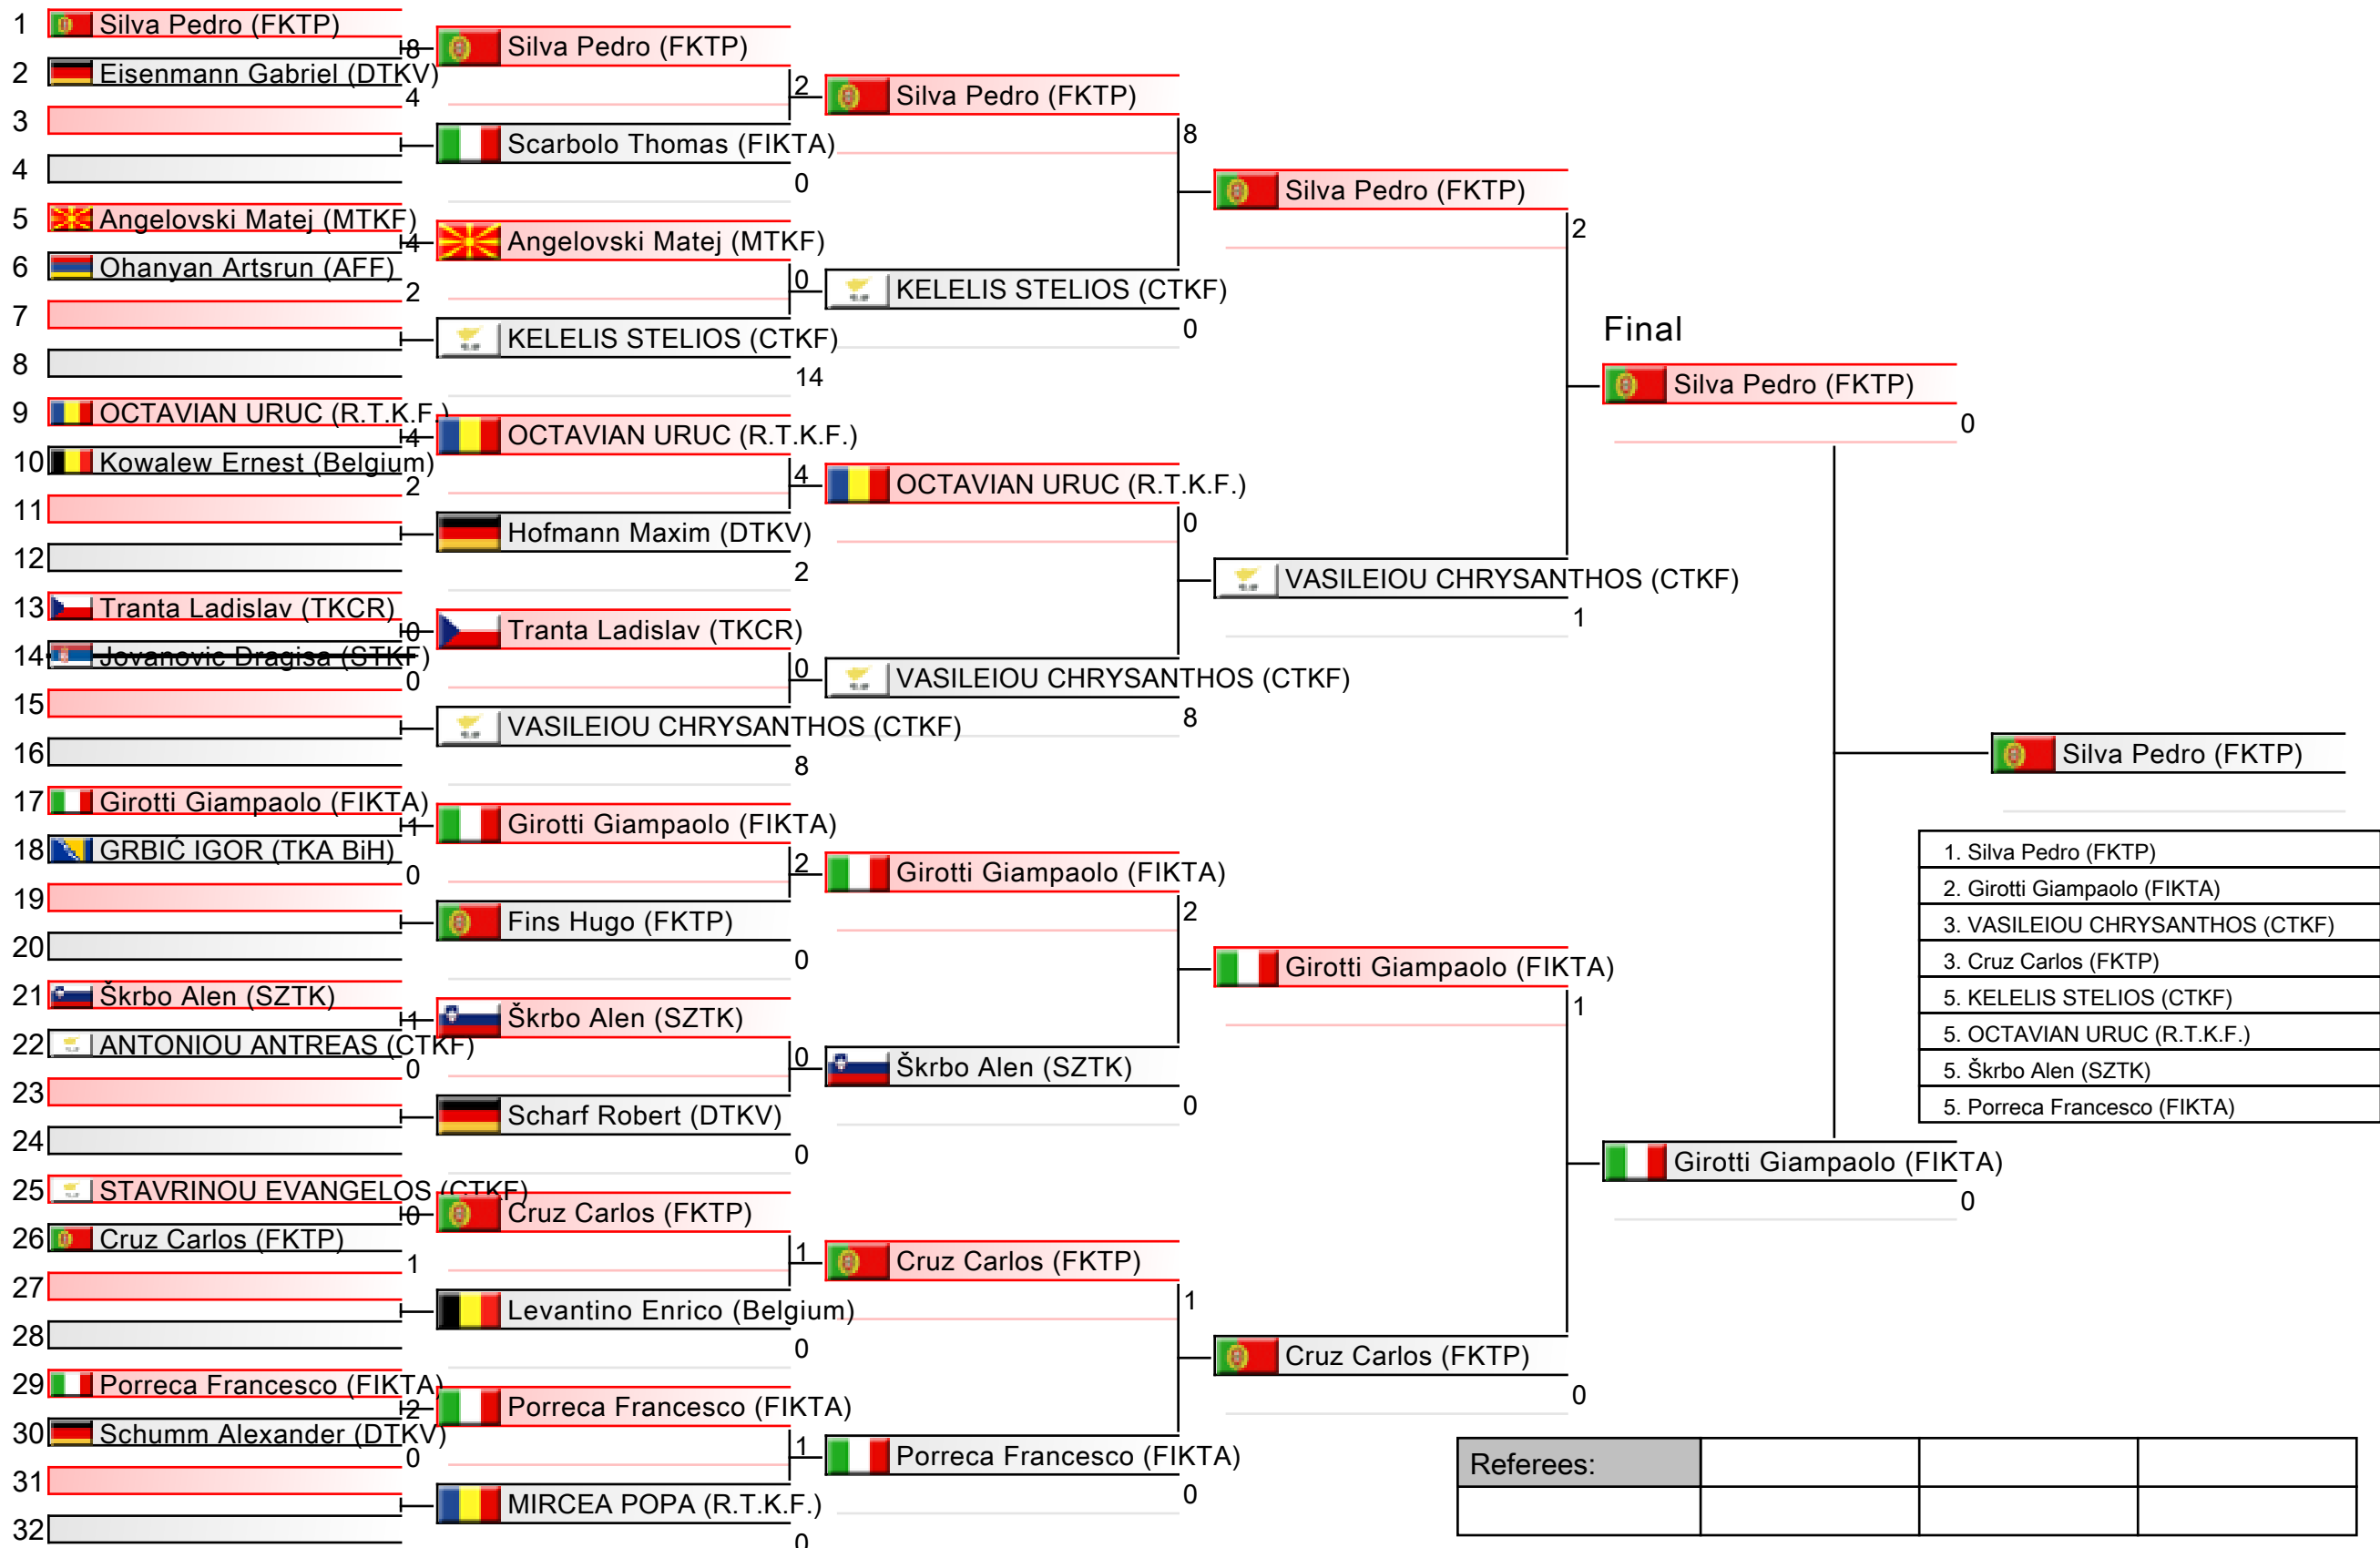 1 Silva Pedro (FKTP)
8
2 Eisenmann Gabriel (DTKV)
4
3
4
5 Angelovski Matej (MTKF)
4
6 Ohanyan Artsrun (AFF)
2
7
8
9 OCTAVIAN URUC (R.T.K.F.)
4
10 Kowalew Ernest (Belgium)
2
11
12
13 Tranta Ladislav (TKCR)
0
14 Jovanovic Dragisa (STKF)
0
15
16
17 Girotti Giampaolo (FIKTA)
1
18 GRBIĆ IGOR (TKA BiH)
0
19
20
21 Škrbo Alen (SZTK)
1
22 ANTONIOU ANTREAS (CTKF)
0
23
24
25 STAVRINOU EVANGELOS (CTKF)
0
26 Cruz Carlos (FKTP)
1
27
28
29 Porreca Francesco (FIKTA)
2
30 Schumm Alexander (DTKV)
0
31
32
Silva Pedro (FKTP)
2
Scarbolo Thomas (FIKTA)
0
Angelovski Matej (MTKF)
0
KELELIS STELIOS (CTKF)
14
OCTAVIAN URUC (R.T.K.F.)
4
Hofmann Maxim (DTKV)
2
Tranta Ladislav (TKCR)
0
VASILEIOU CHRYSANTHOS (CTKF)
8
Girotti Giampaolo (FIKTA)
2
Fins Hugo (FKTP)
0
Škrbo Alen (SZTK)
0
Scharf Robert (DTKV)
0
Cruz Carlos (FKTP)
1
Levantino Enrico (Belgium)
0
Porreca Francesco (FIKTA)
1
MIRCEA POPA (R.T.K.F.)
0
Silva Pedro (FKTP)
8
KELELIS STELIOS (CTKF)
0
OCTAVIAN URUC (R.T.K.F.)
0
VASILEIOU CHRYSANTHOS (CTKF)
8
Girotti Giampaolo (FIKTA)
2
Škrbo Alen (SZTK)
0
Cruz Carlos (FKTP)
1
Porreca Francesco (FIKTA)
0
Silva Pedro (FKTP)
2
VASILEIOU CHRYSANTHOS (CTKF)
1
Girotti Giampaolo (FIKTA)
1
Cruz Carlos (FKTP)
0
Final
Silva Pedro (FKTP)
0
Girotti Giampaolo (FIKTA)
0
Silva Pedro (FKTP)
1. Silva Pedro (FKTP)
2. Girotti Giampaolo (FIKTA)
3. VASILEIOU CHRYSANTHOS (CTKF)
3. Cruz Carlos (FKTP)
5. KELELIS STELIOS (CTKF)
5. OCTAVIAN URUC (R.T.K.F.)
5. Škrbo Alen (SZTK)
5. Porreca Francesco (FIKTA)
Referees: